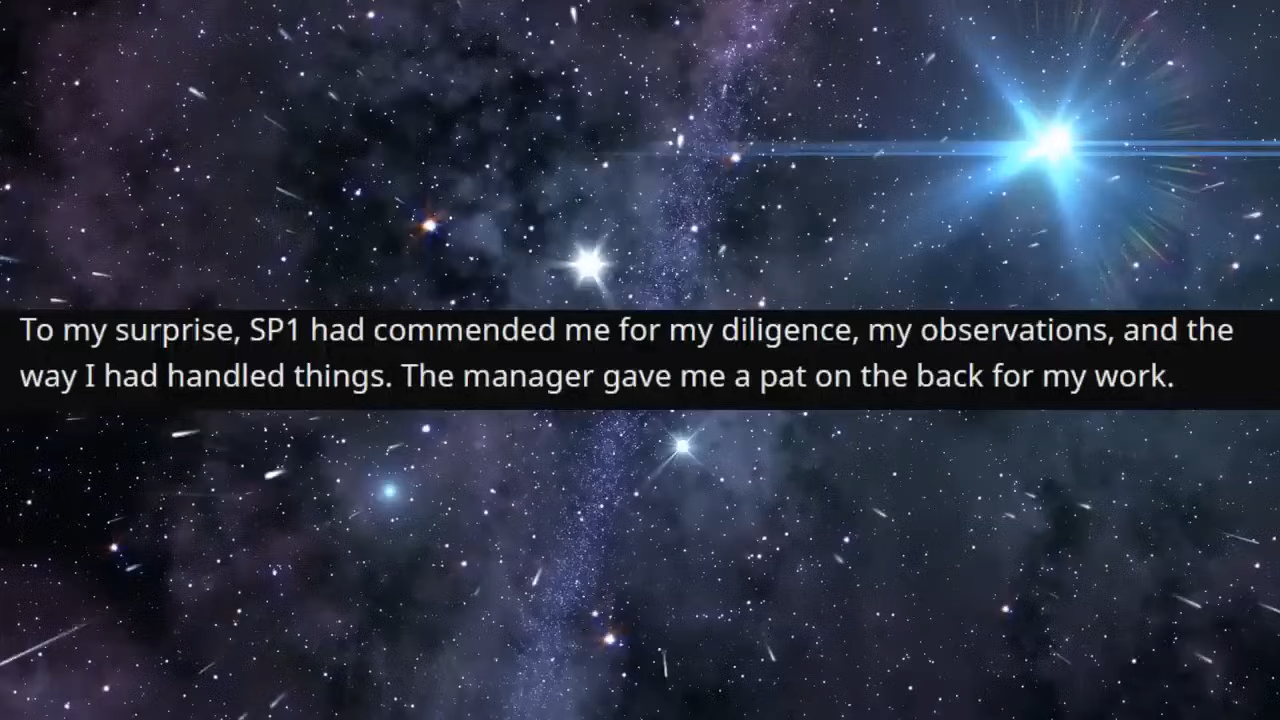 To my surprise, SP1 had commended me for my diligence, my observations, and the
way I had handled things. The manager gave me a pat on the back for my work.